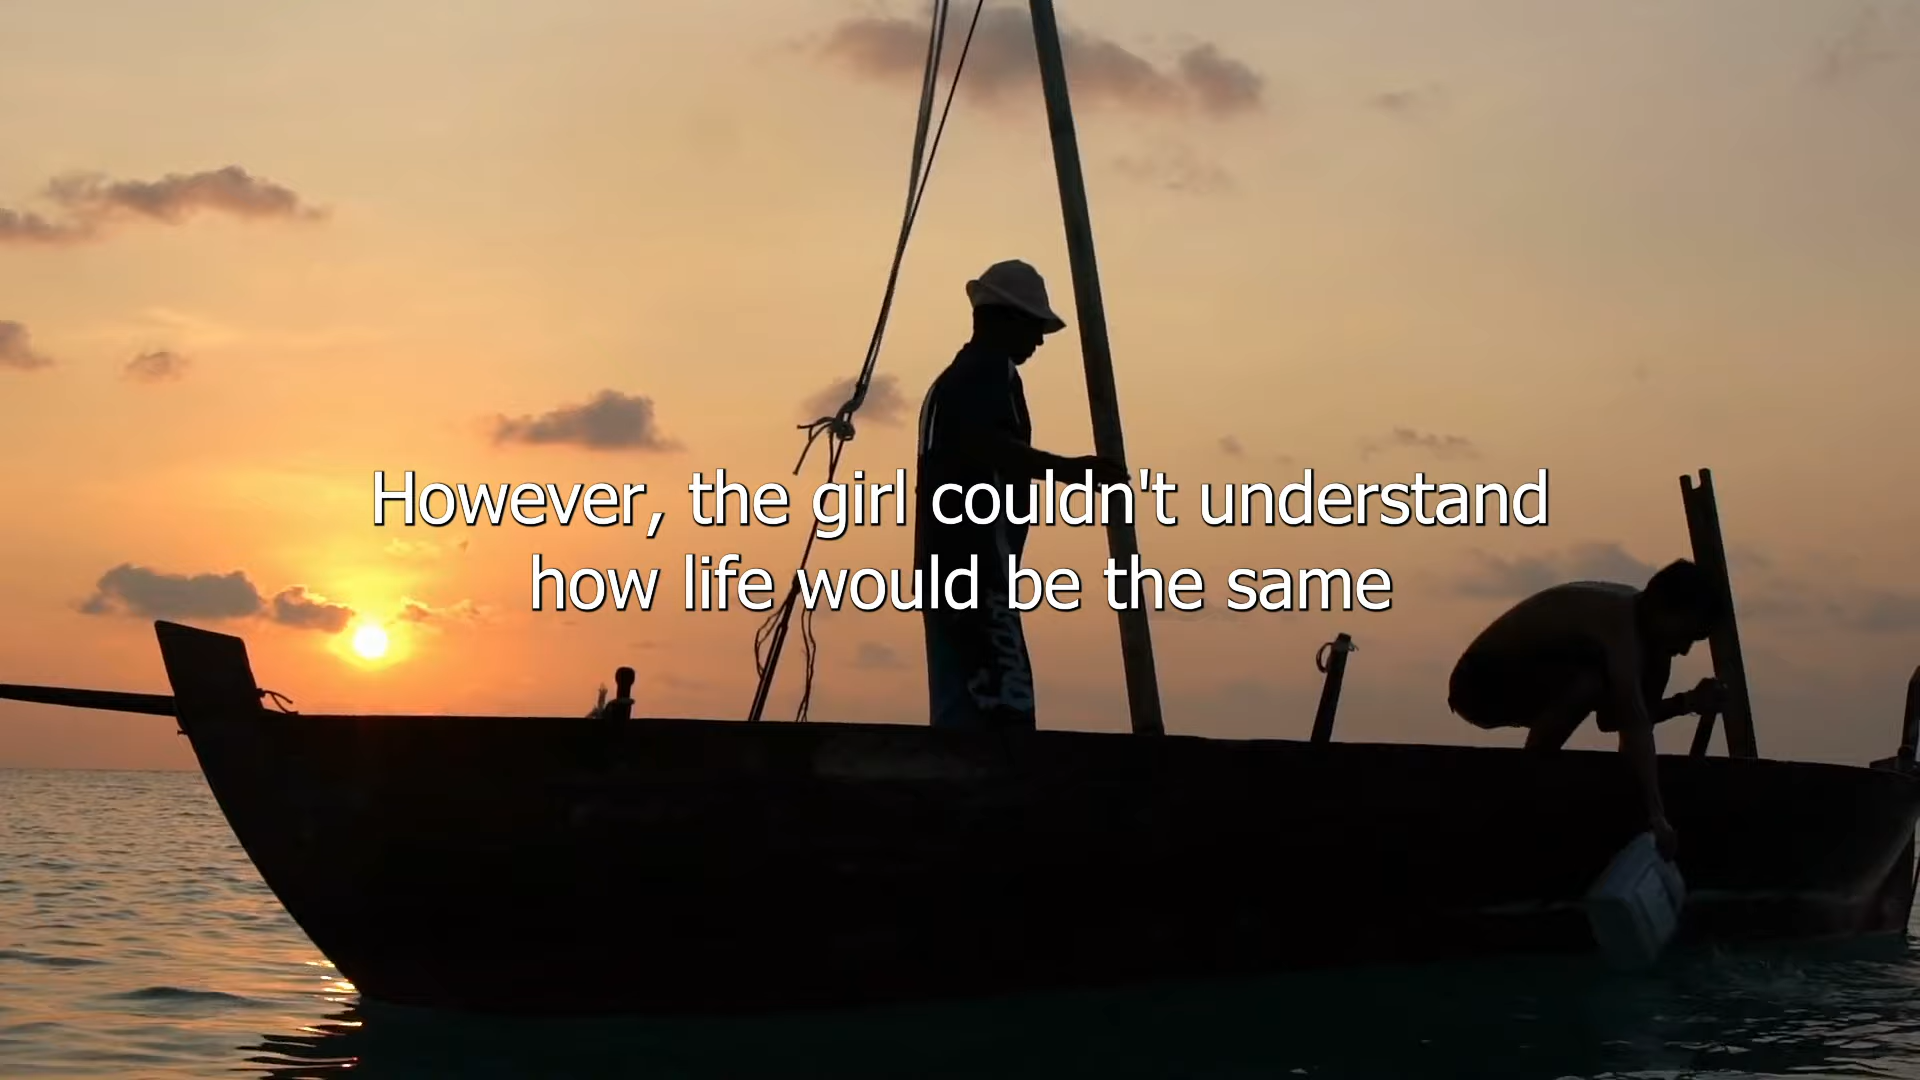 However, the girl couldn't understand
how life would be the same